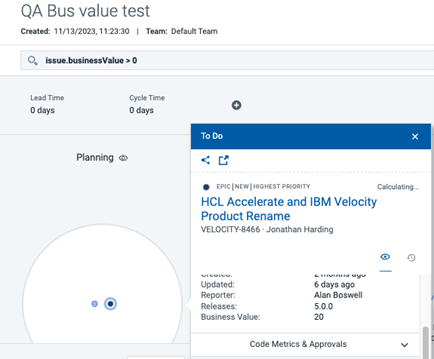 QA Bus value test
Created: 11/13/2023, 11:23:30 | Team: Default Team
issue.businessValue > 0
Lead Time
0 days
Cycle Time
0 days
Planning
To Do
EPIC | NEW | HIGHEST PRIORITY
Calculating...
HCL Accelerate and IBM Velocity
Product Rename
VELOCITY-8466 · Jonathan Harding
Created: 2 months ago
Updated: 6 days ago
Reporter: Alan Boswell
Releases: 5.0.0
Business Value: 20
Code Metrics & Approvals